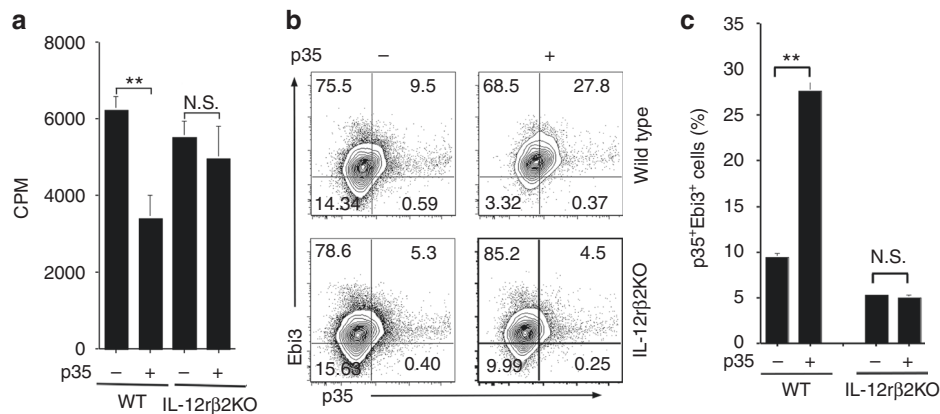 a
8000
6000
4000
2000
0
CPM
**
N.S.
p35
– + – +
WT IL-12rβ2KO
b
p35 – +
75.5 9.5
14.34 0.59
68.5 27.8
3.32 0.37
Wild type
78.6 5.3
15.63 0.40
85.2 4.5
9.99 0.25
IL-12rβ2KO
Ebi3
p35
c
35
30
25
20
15
10
5
0
p35+Ebi3+ cells (%)
**
N.S.
p35 – + – +
WT IL-12rβ2KO